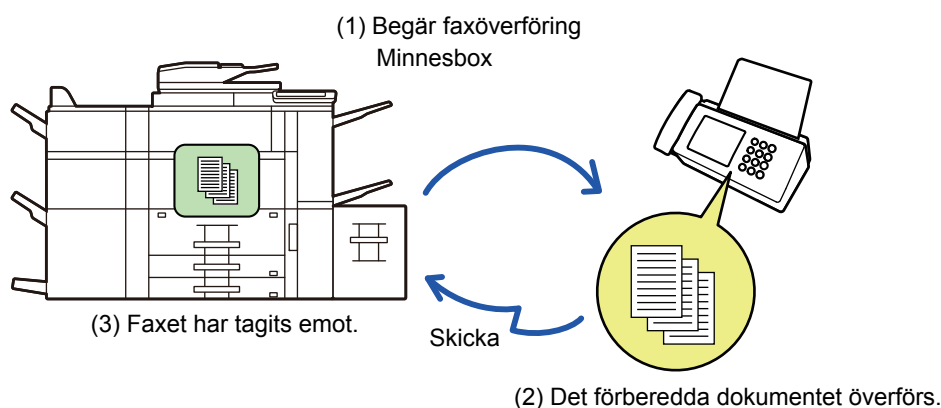 (1) Begär faxöverföring
Minnesbox
(3) Faxet har tagits emot.
Skicka
(2) Det förberedda dokumentet överförs.